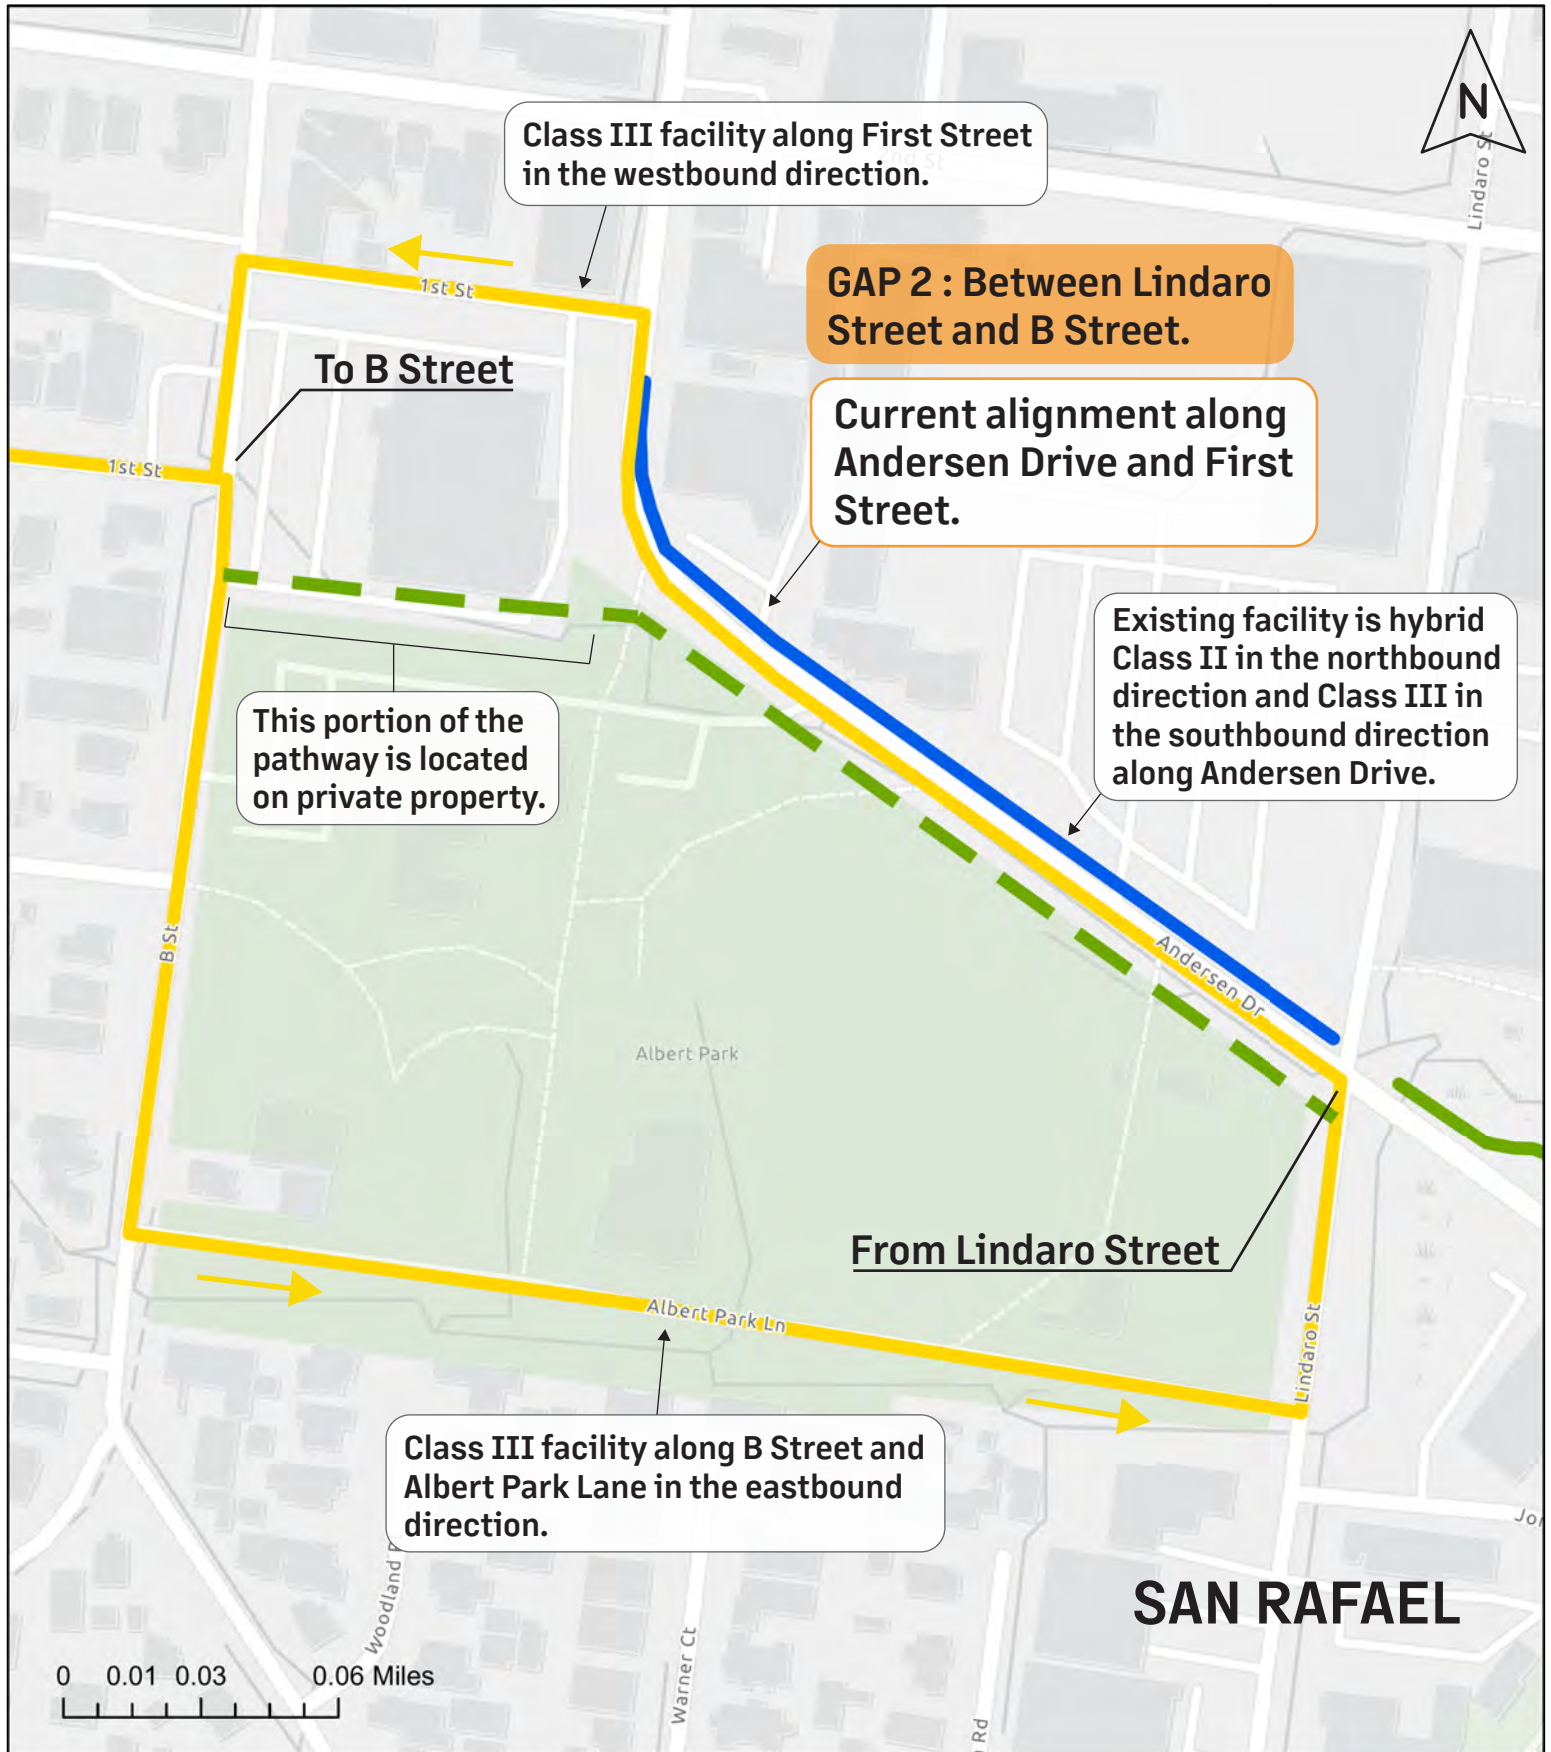 N
Lindaro St
Class III facility along First Street
in the westbound direction.
2nd St
GAP 2 : Between Lindaro
Street and B Street.
1st St
To B Street
Current alignment along
Andersen Drive and First
Street.
1st St
Existing facility is hybrid
Class II in the northbound
direction and Class III in
the southbound direction
along Andersen Drive.
This portion of the
pathway is located
on private property.
B St
Andersen Dr
Albert Park
From Lindaro Street
Albert Park Ln
Lindaro St
Class III facility along B Street and
Albert Park Lane in the eastbound
direction.
Woodland
SAN RAFAEL
0 0.01 0.03 0.06 Miles
Warner Ct
Rd